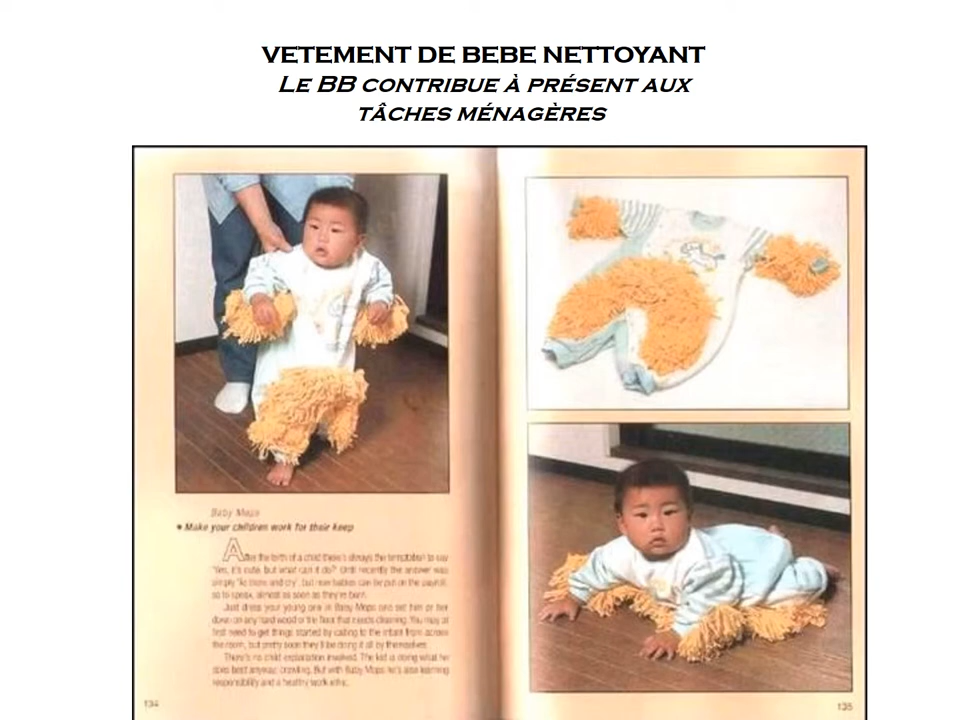 VETEMENT DE BEBE NETTOYANT
LE BB CONTRIBUE À PRÉSENT AUX
TÂCHES MÉNAGÈRES
Baby Mops
• Make your children work for their keep
After the birth of a child there's always the temptation to say
"Yes, it's cute, but what can it do?" Until recently the answer was
simply "lie there and cry", but now babies can be put on the payroll,
so to speak, almost as soon as they're born.
Just dress your young one in Baby Mops and set him or her
down on any hard wood or tile floor that needs cleaning. You may at
first need to get things started by calling to the infant from across
the room, but pretty soon they'll be doing it all by themselves.
There's no child exploitation involved. The kid is doing what he
does best anyway: crawling. But with Baby Mops he's also learning
responsibility and a healthy work ethic.
134
135